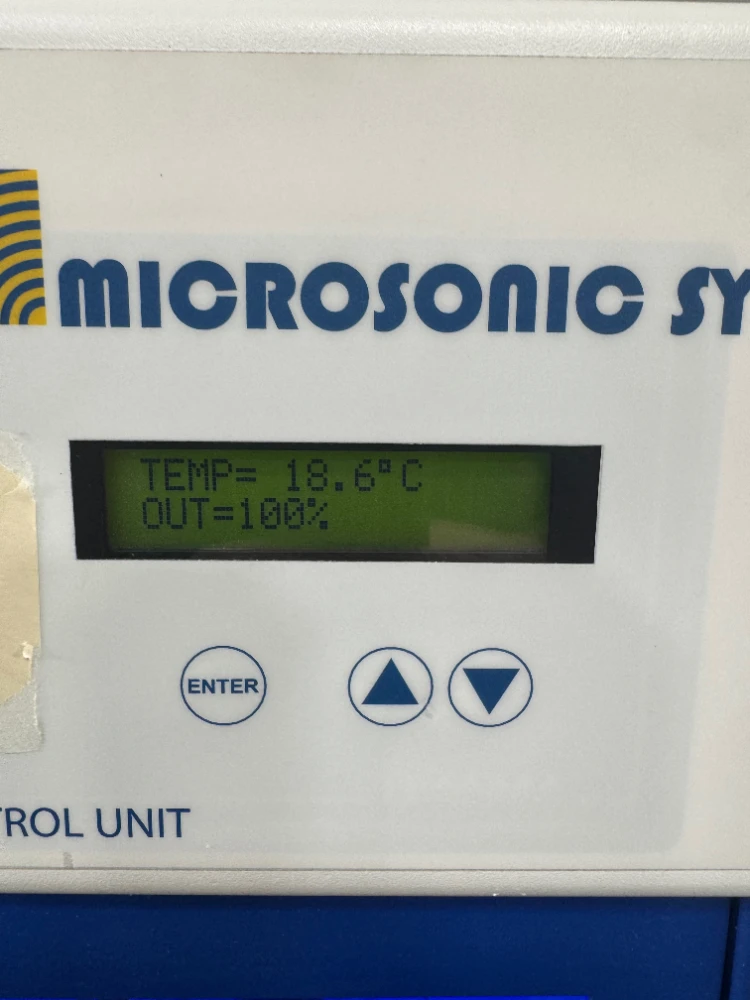 MICROSONIC SY
TEMP= 18.6°C
OUT=100%
ENTER
TROL UNIT